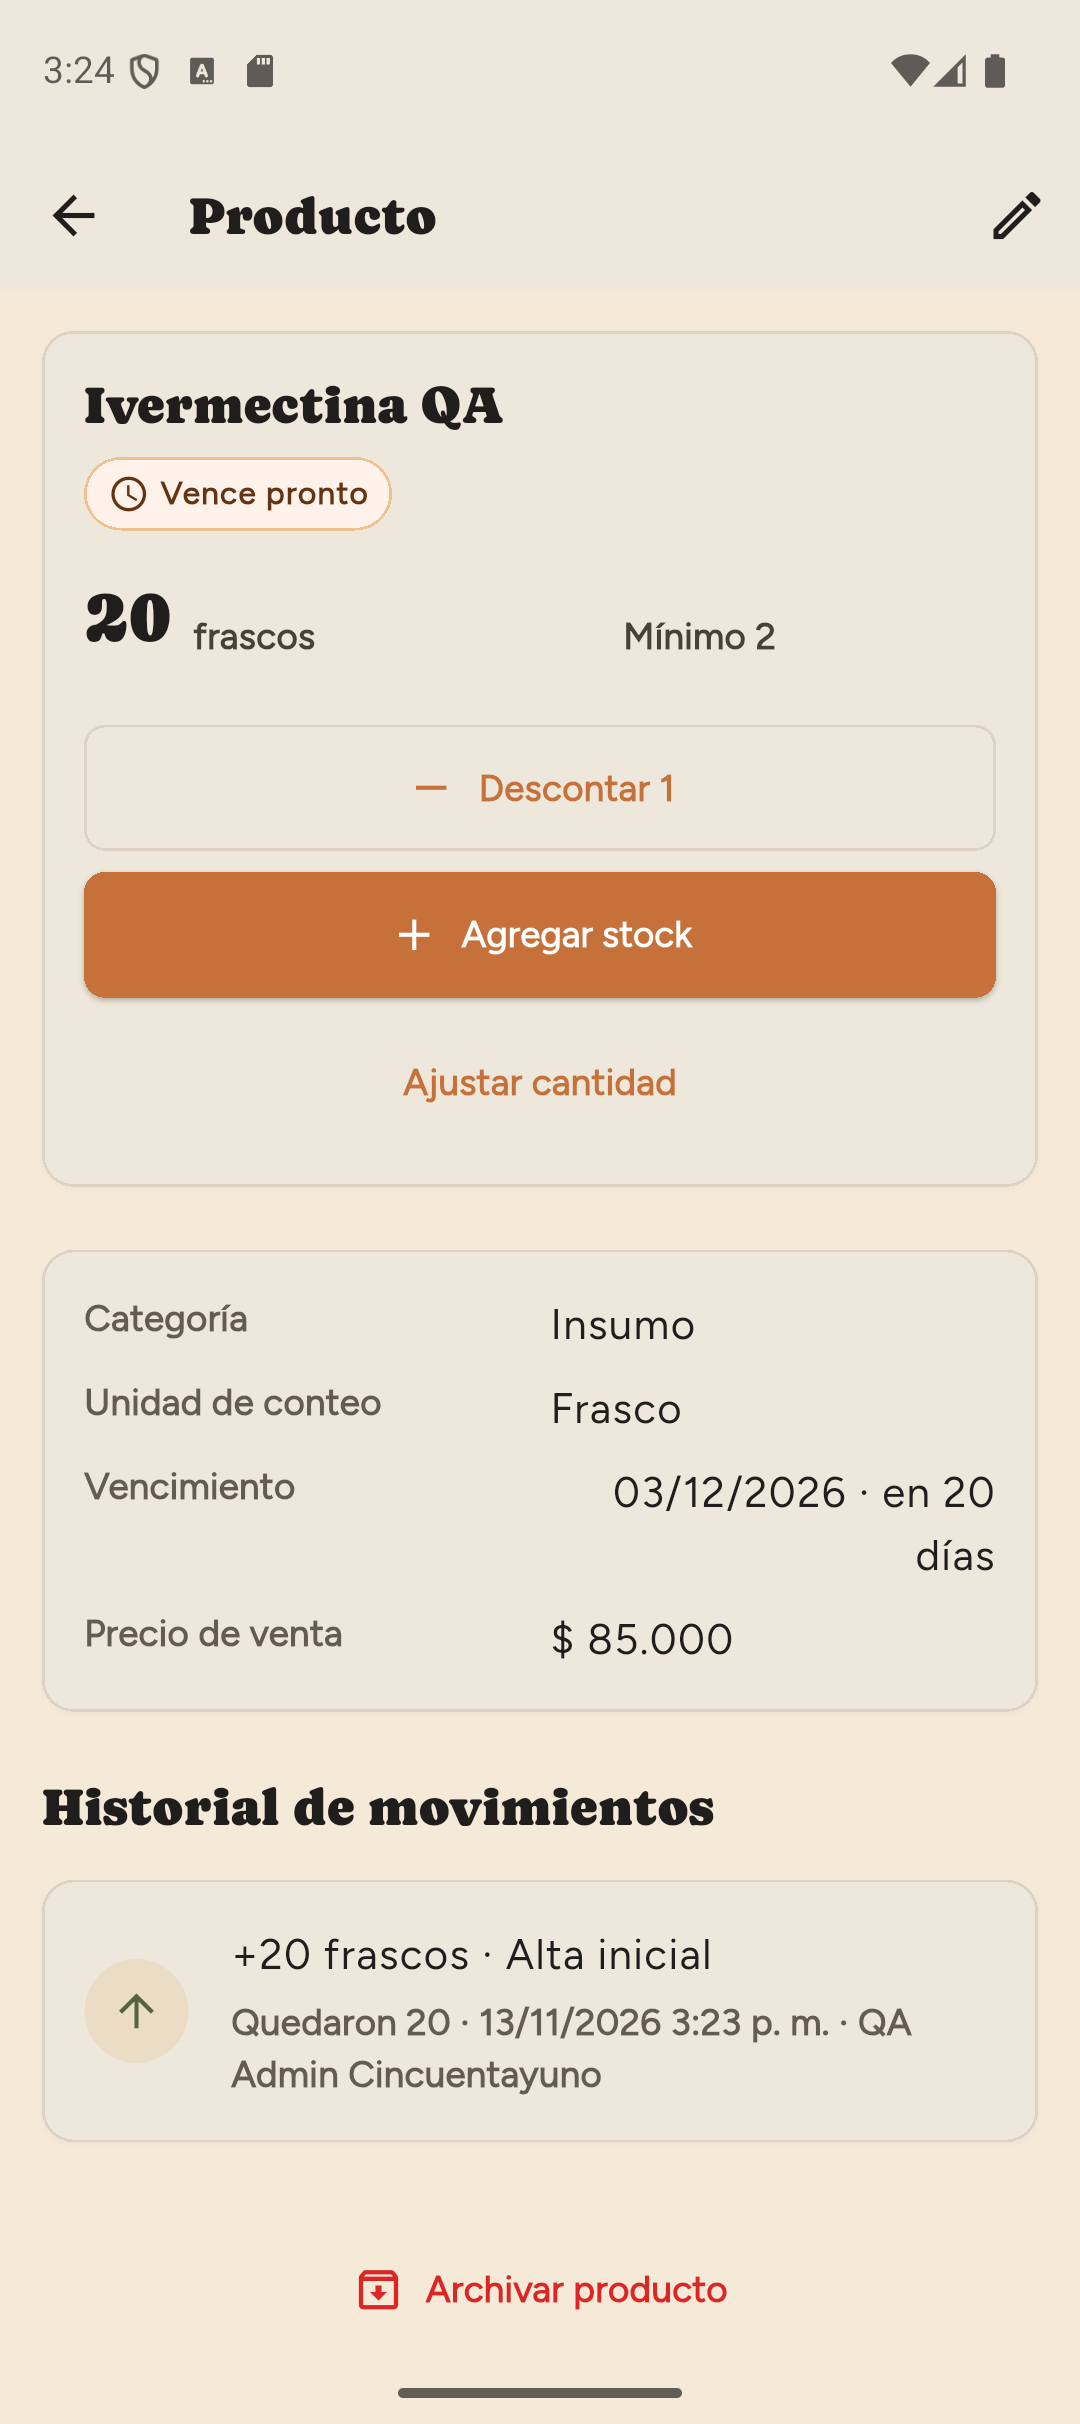 3:24
Producto
Ivermectina QA
Vence pronto
20 frascos
Mínimo 2
Descontar 1
Agregar stock
Ajustar cantidad
Categoría
Insumo
Unidad de conteo
Frasco
Vencimiento
03/12/2026 · en 20
días
Precio de venta
$ 85.000
Historial de movimientos
+20 frascos · Alta inicial
Quedaron 20 · 13/11/2026 3:23 p. m. · QA
Admin Cincuentayuno
Archivar producto